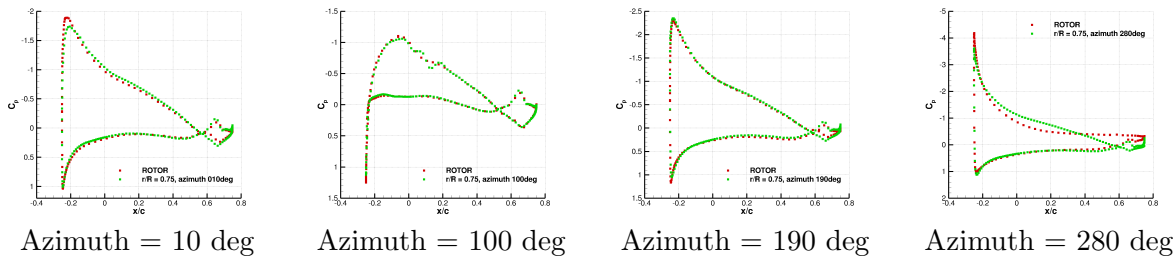 -2
-1.5
-1
-0.5
0
0.5
1
Cp
-0.4 -0.2 0 0.2 0.4 0.6 0.8
x/c
ROTOR
r/R = 0.75, azimuth 010deg
Azimuth = 10 deg
-1.5
-1
-0.5
0
0.5
1
1.5
Cp
-0.4 -0.2 0 0.2 0.4 0.6 0.8
x/c
ROTOR
r/R = 0.75, azimuth 100deg
Azimuth = 100 deg
-2.5
-2
-1.5
-1
-0.5
0
0.5
1
1.5
Cp
-0.4 -0.2 0 0.2 0.4 0.6 0.8
x/c
ROTOR
r/R = 0.75, azimuth 190deg
Azimuth = 190 deg
-5
-4
-3
-2
-1
0
1
2
Cp
-0.4 -0.2 0 0.2 0.4 0.6 0.8
x/c
ROTOR
r/R = 0.75, azimuth 280deg
Azimuth = 280 deg